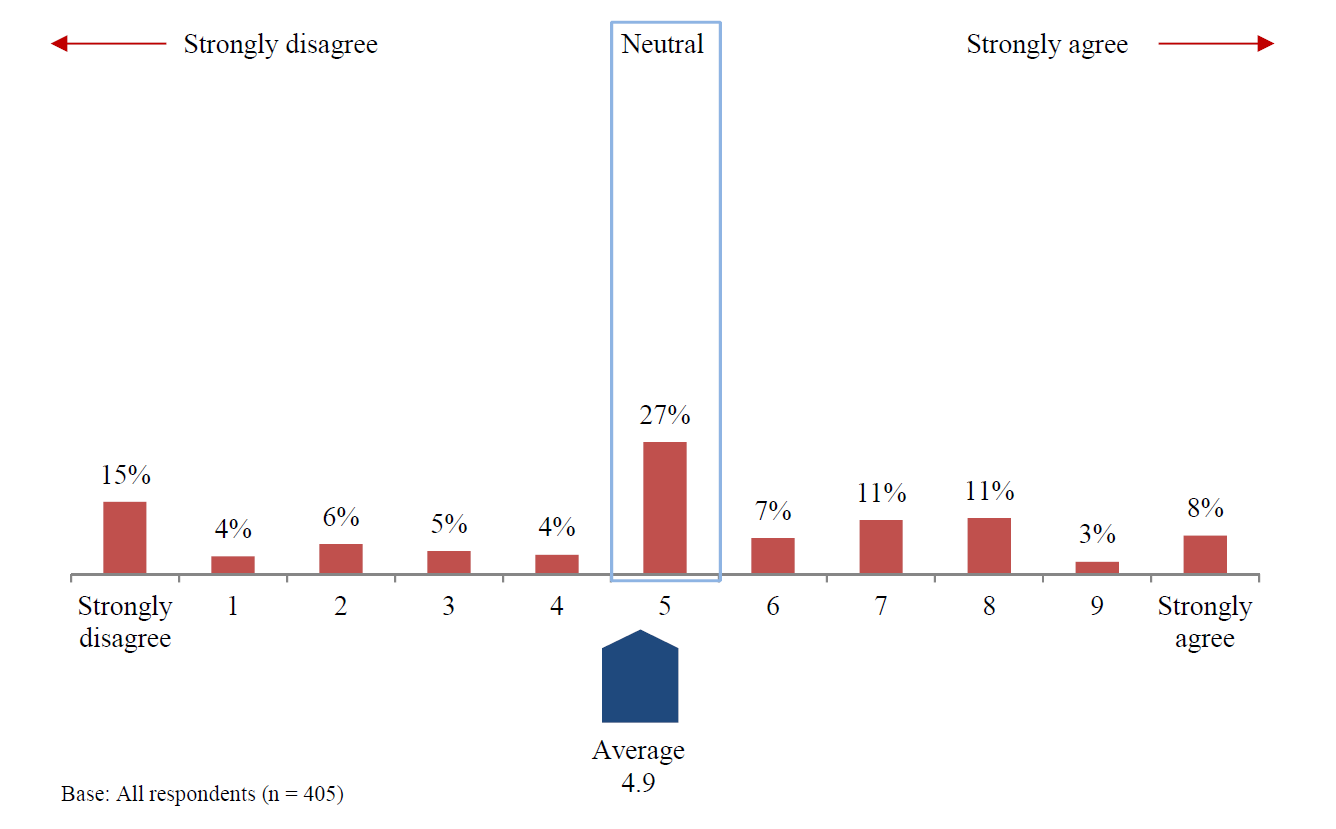 Strongly disagree
Neutral
Strongly agree
27%
15%
4%
6%
5%
4%
7%
11%
11%
3%
8%
Strongly
disagree
1
2
3
4
5
6
7
8
9
Strongly
agree
Average
4.9
Base: All respondents (n = 405)